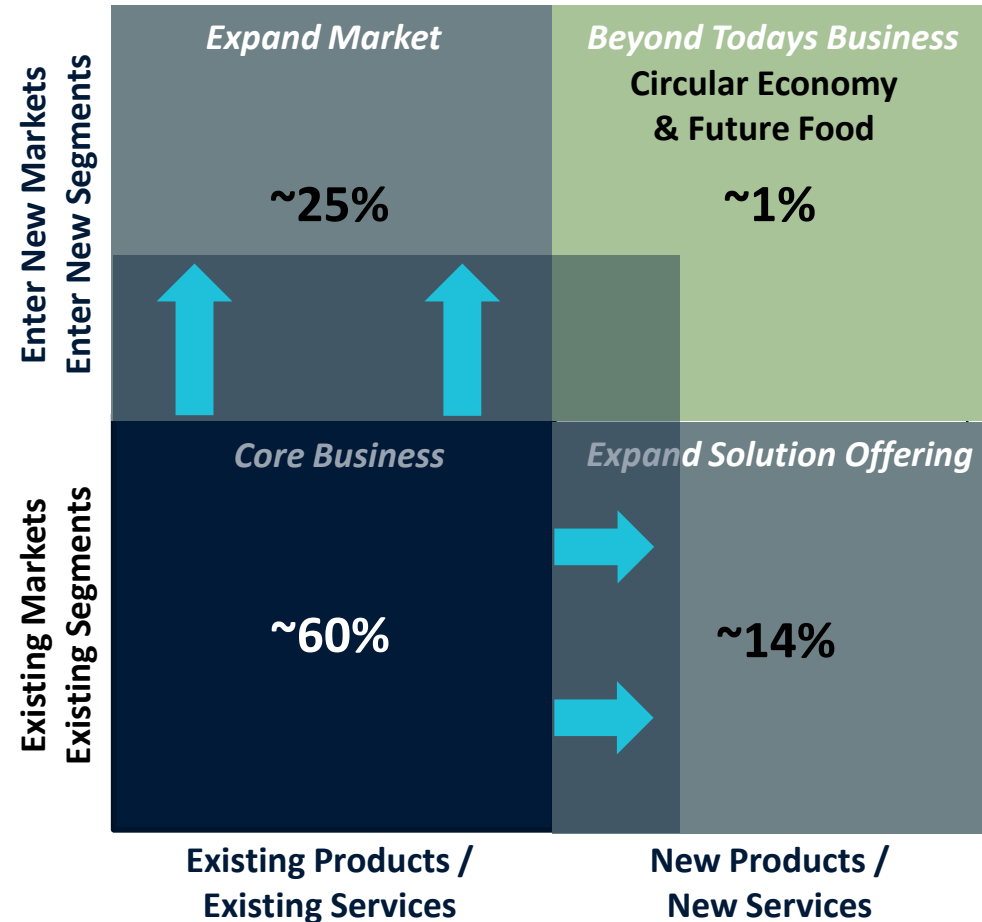 Expand Market
Beyond Todays Business
Circular Economy
& Future Food
~25%
~1%
Enter New Markets
Enter New Segments
Core Business
Expand Solution Offering
~60%
~14%
Existing Markets
Existing Segments
Existing Products /
Existing Services
New Products /
New Services